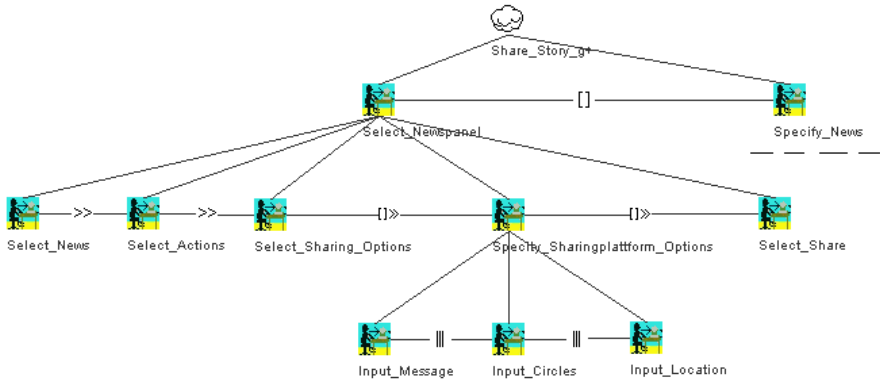 Share_Story_g+
[]
Select_Newspanel
Specify_News
>>
>>
[]»
[]»
Select_News
Select_Actions
Select_Sharing_Options
Specify_Sharingplattform_Options
Select_Share
|||
|||
Input_Message
Input_Circles
Input_Location